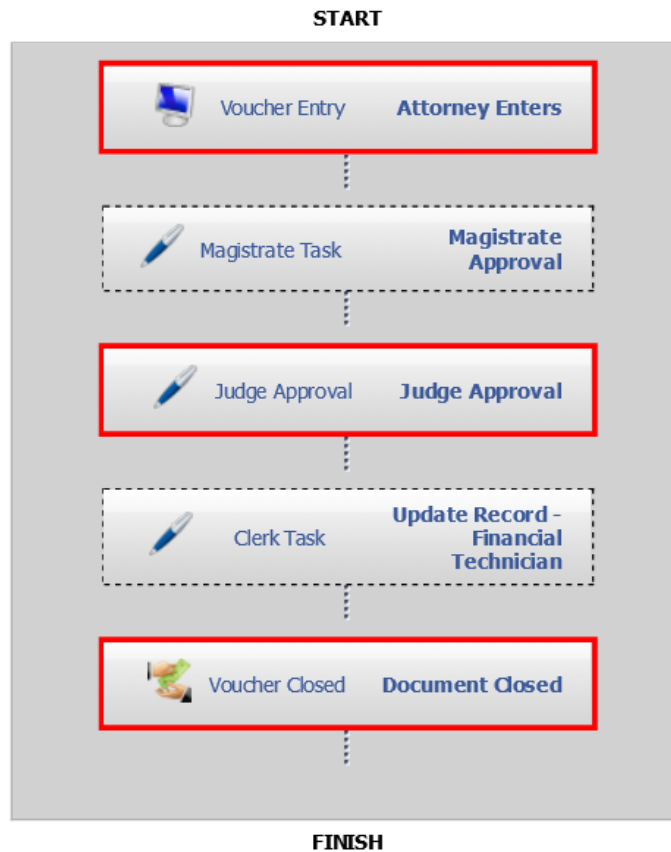 START
Voucher Entry Attorney Enters
Magistrate Task Magistrate
Approval
Judge Approval Judge Approval
Clerk Task Update Record -
Financial
Technician
Voucher Closed Document Closed
FINISH